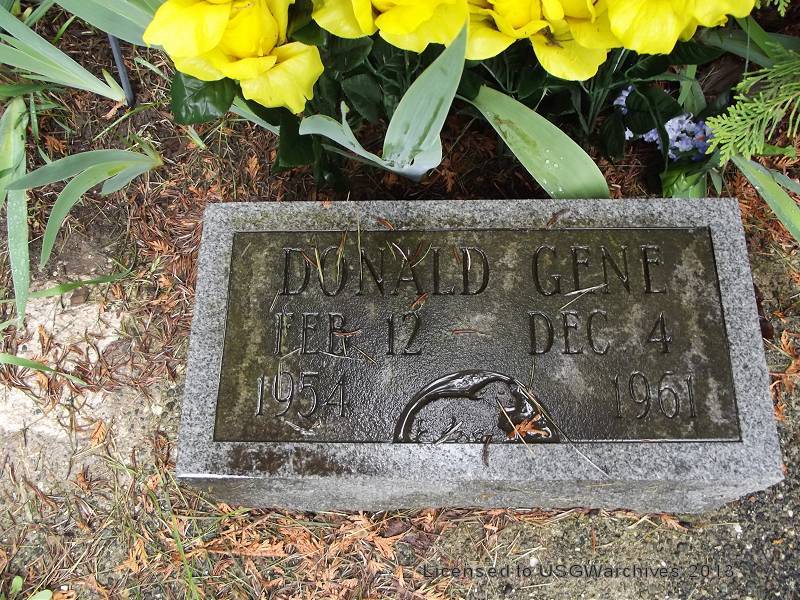 DONALD GENE
FEB 12 DEC 4
1954 1961
Licensed to USGWarchives 2013